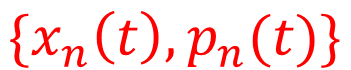 {xₙ(t), pₙ(t)}